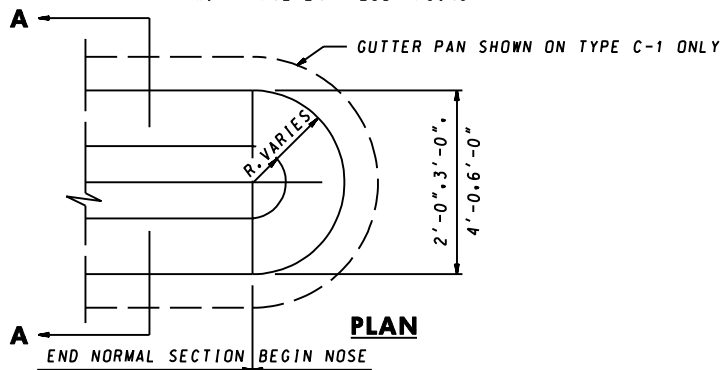 A
GUTTER PAN SHOWN ON TYPE C-1 ONLY
R.VARIES
2'-0",3'-0",
4'-0,6'-0"
A
PLAN
END NORMAL SECTION BEGIN NOSE